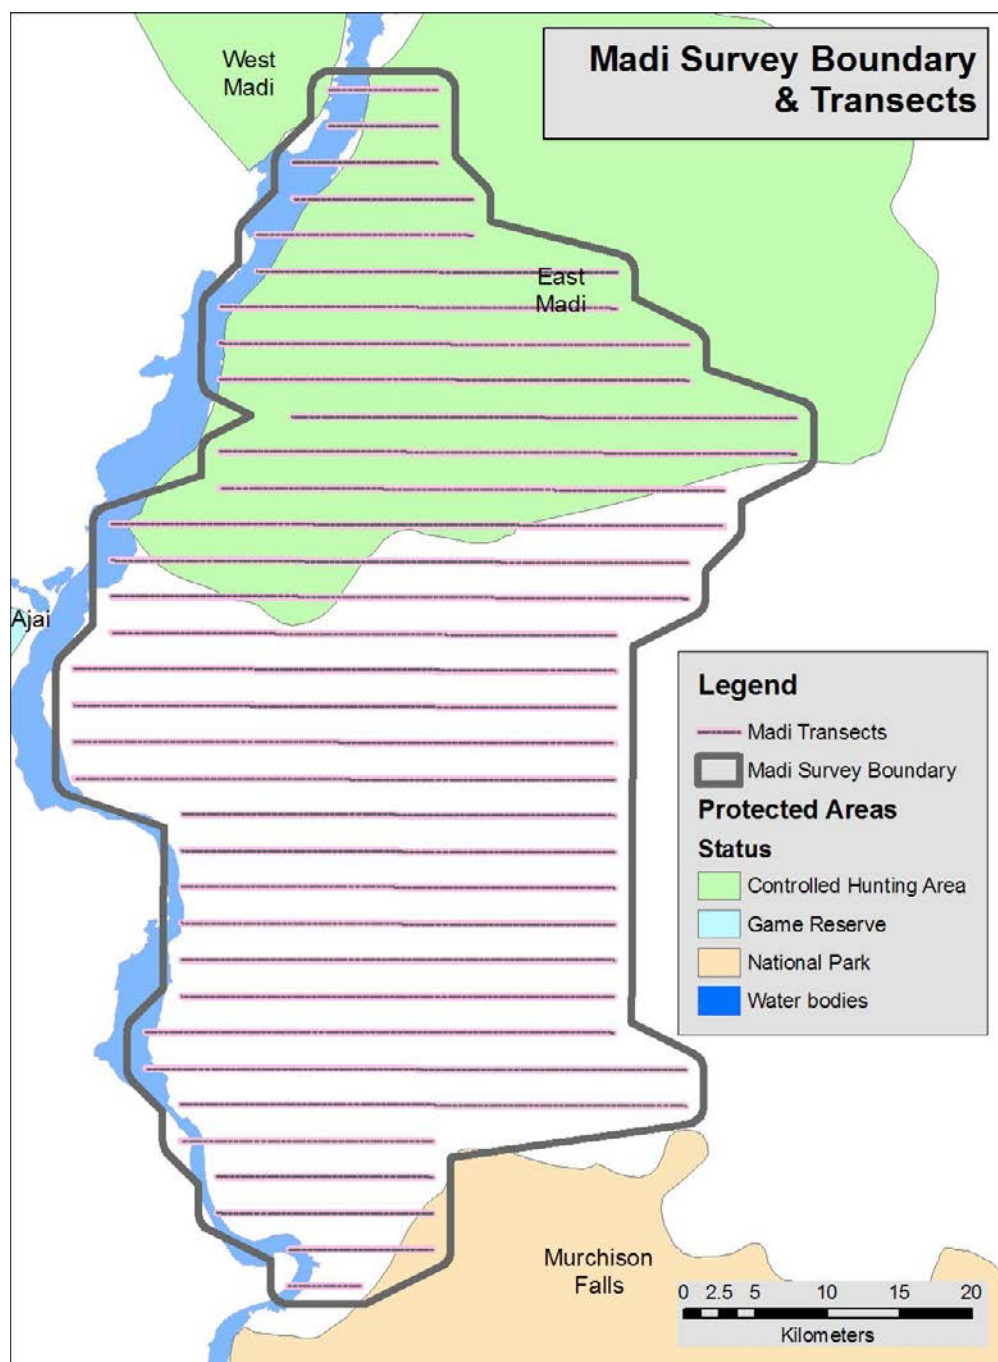 Madi Survey Boundary
& Transects
West
Madi
East
Madi
Ajai
Legend
Madi Transects
Madi Survey Boundary
Protected Areas
Status
Controlled Hunting Area
Game Reserve
National Park
Water bodies
Murchison
Falls
0 2.5 5 10 15 20
Kilometers